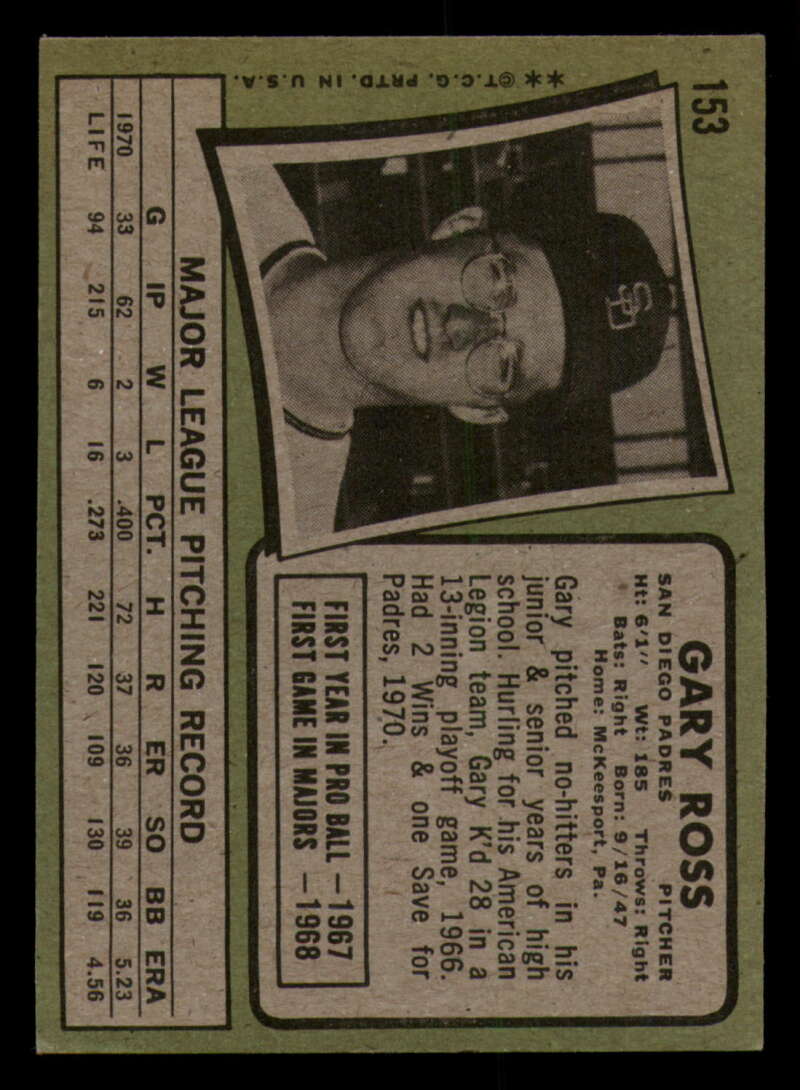 153
✱✱©T.C.G. PRTD. IN U.S.A.
SD
GARY ROSS
SAN DIEGO PADRES PITCHER
Ht: 6'1" Wt: 185 Throws: Right
Bats: Right Born: 9/16/47
Home: McKeesport, Pa.
Gary pitched no-hitters in his
junior & senior years of high
school. Hurling for his American
Legion team, Gary K'd 28 in a
13-inning playoff game, 1966.
Had 2 Wins & one Save for
Padres, 1970.
FIRST YEAR IN PRO BALL — 1967
FIRST GAME IN MAJORS — 1968
MAJOR LEAGUE PITCHING RECORD
G IP W L PCT. H R ER SO BB ERA
1970 33 62 2 3 .400 72 37 36 39 36 5.23
LIFE 94 215 6 16 .273 221 120 109 130 119 4.56